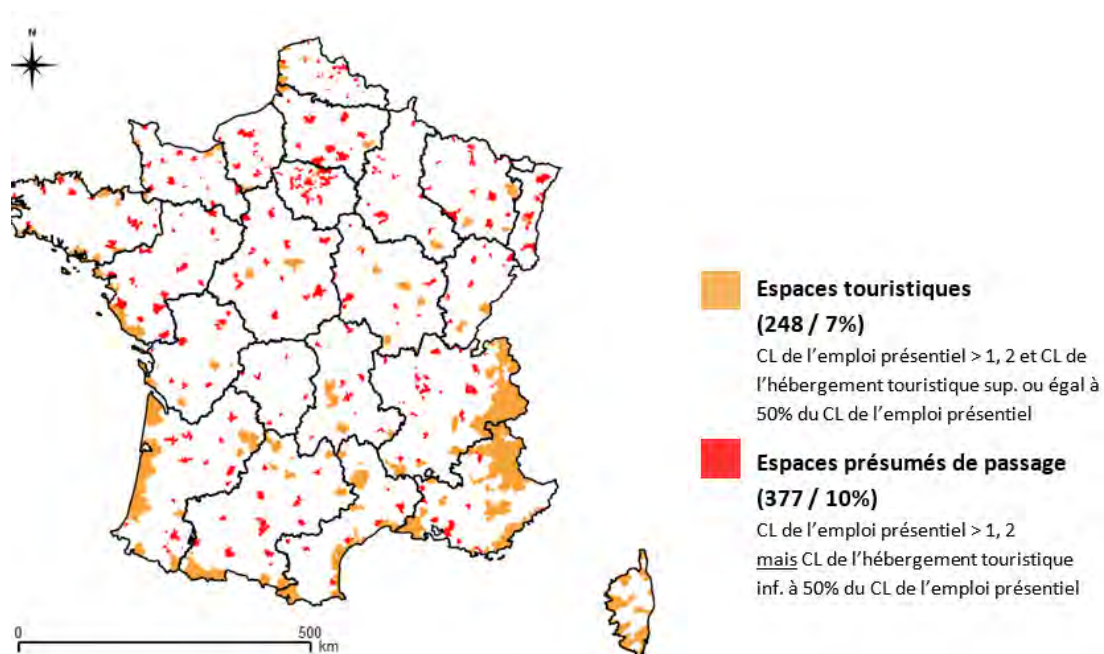 N
Espaces touristiques
(248 / 7%)
CL de l'emploi présentiel > 1, 2 et CL de
l'hébergement touristique sup. ou égal à
50% du CL de l'emploi présentiel
Espaces présumés de passage
(377 / 10%)
CL de l'emploi présentiel > 1, 2
mais CL de l'hébergement touristique
inf. à 50% du CL de l'emploi présentiel
0 500
km